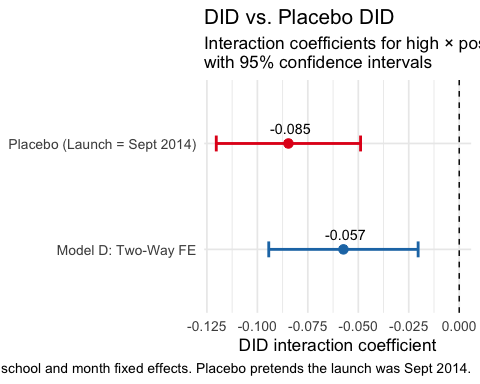 DID vs. Placebo DID
Interaction coefficients for high × pos
with 95% confidence intervals
Placebo (Launch = Sept 2014)
-0.085
Model D: Two-Way FE
-0.057
-0.125 -0.100 -0.075 -0.050 -0.025 0.000
DID interaction coefficient
school and month fixed effects. Placebo pretends the launch was Sept 2014.